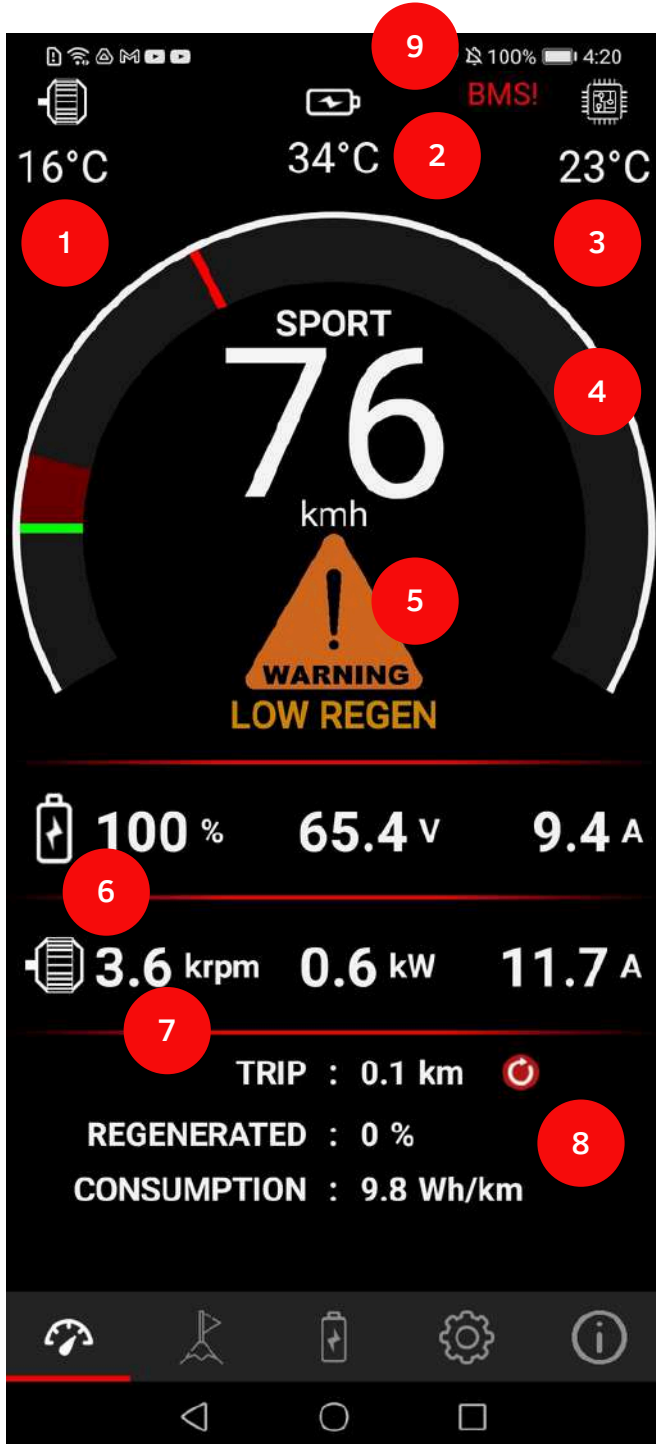 9
100% 4:20
BMS!
16°C 34°C 2 23°C
1 3
SPORT
76
4
kmh
5
WARNING
LOW REGEN
100 % 65.4 V 9.4 A
6
3.6 krpm 0.6 kW 11.7 A
7
TRIP : 0.1 km
REGENERATED : 0 %
8
CONSUMPTION : 9.8 Wh/km